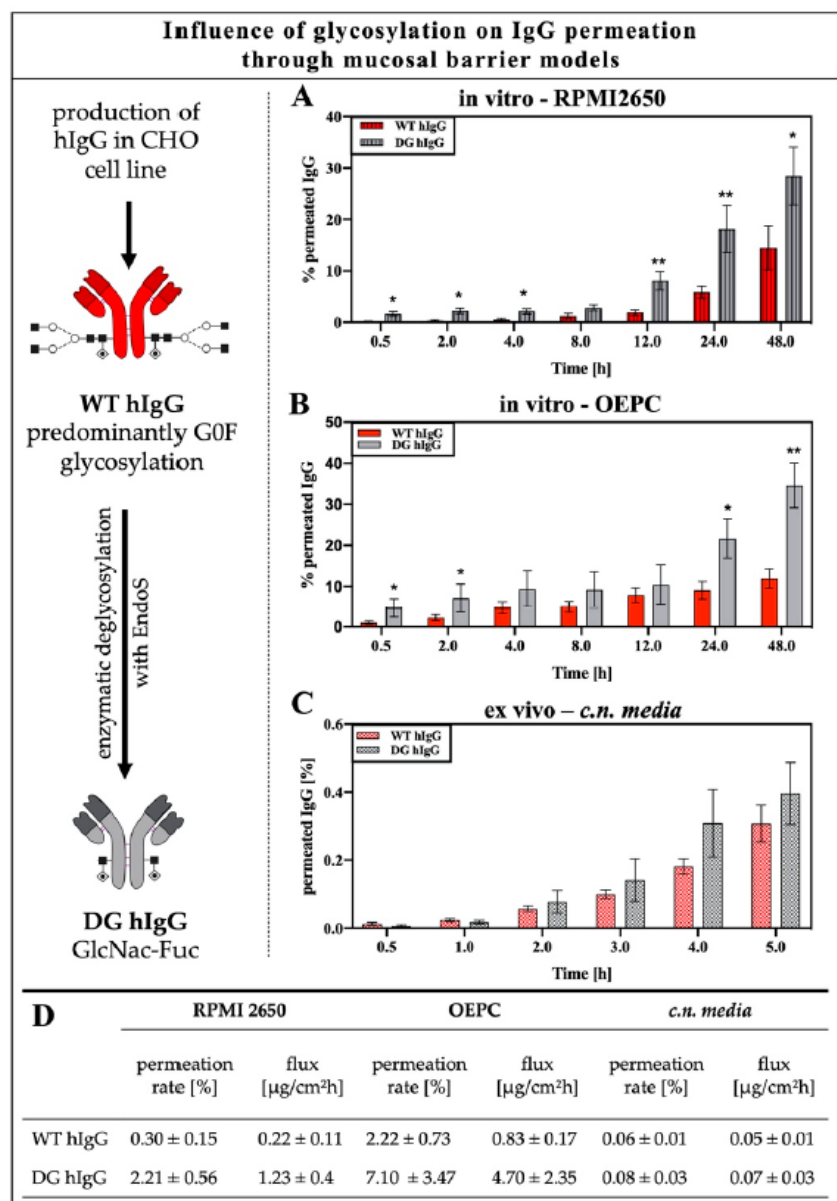 Influence of glycosylation on IgG permeation
through mucosal barrier models
production of
hIgG in CHO
cell line
WT hIgG
predominantly G0F
glycosylation
enzymatic deglycosylation
with EndoS
DG hIgG
GlcNac-Fuc
A
in vitro - RPMI2650
WT hIgG
DG hIgG
% permeated IgG
40
30
20
10
0
* * * ** ** *
0.5 2.0 4.0 8.0 12.0 24.0 48.0
Time [h]
B
in vitro - OEPC
WT hIgG
DG hIgG
% permeated IgG
50
40
30
20
10
0
* * * **
0.5 2.0 4.0 8.0 12.0 24.0 48.0
Time [h]
C
ex vivo – c.n. media
WT hIgG
DG hIgG
permeated IgG [%]
0.6
0.4
0.2
0.0
0.5 1.0 2.0 3.0 4.0 5.0
Time [h]
D
RPMI 2650 OEPC c.n. media
permeation flux permeation flux permeation flux
rate [%] [µg/cm²h] rate [%] [µg/cm²h] rate [%] [µg/cm²h]
WT hIgG 0.30 ± 0.15 0.22 ± 0.11 2.22 ± 0.73 0.83 ± 0.17 0.06 ± 0.01 0.05 ± 0.01
DG hIgG 2.21 ± 0.56 1.23 ± 0.4 7.10 ± 3.47 4.70 ± 2.35 0.08 ± 0.03 0.07 ± 0.03